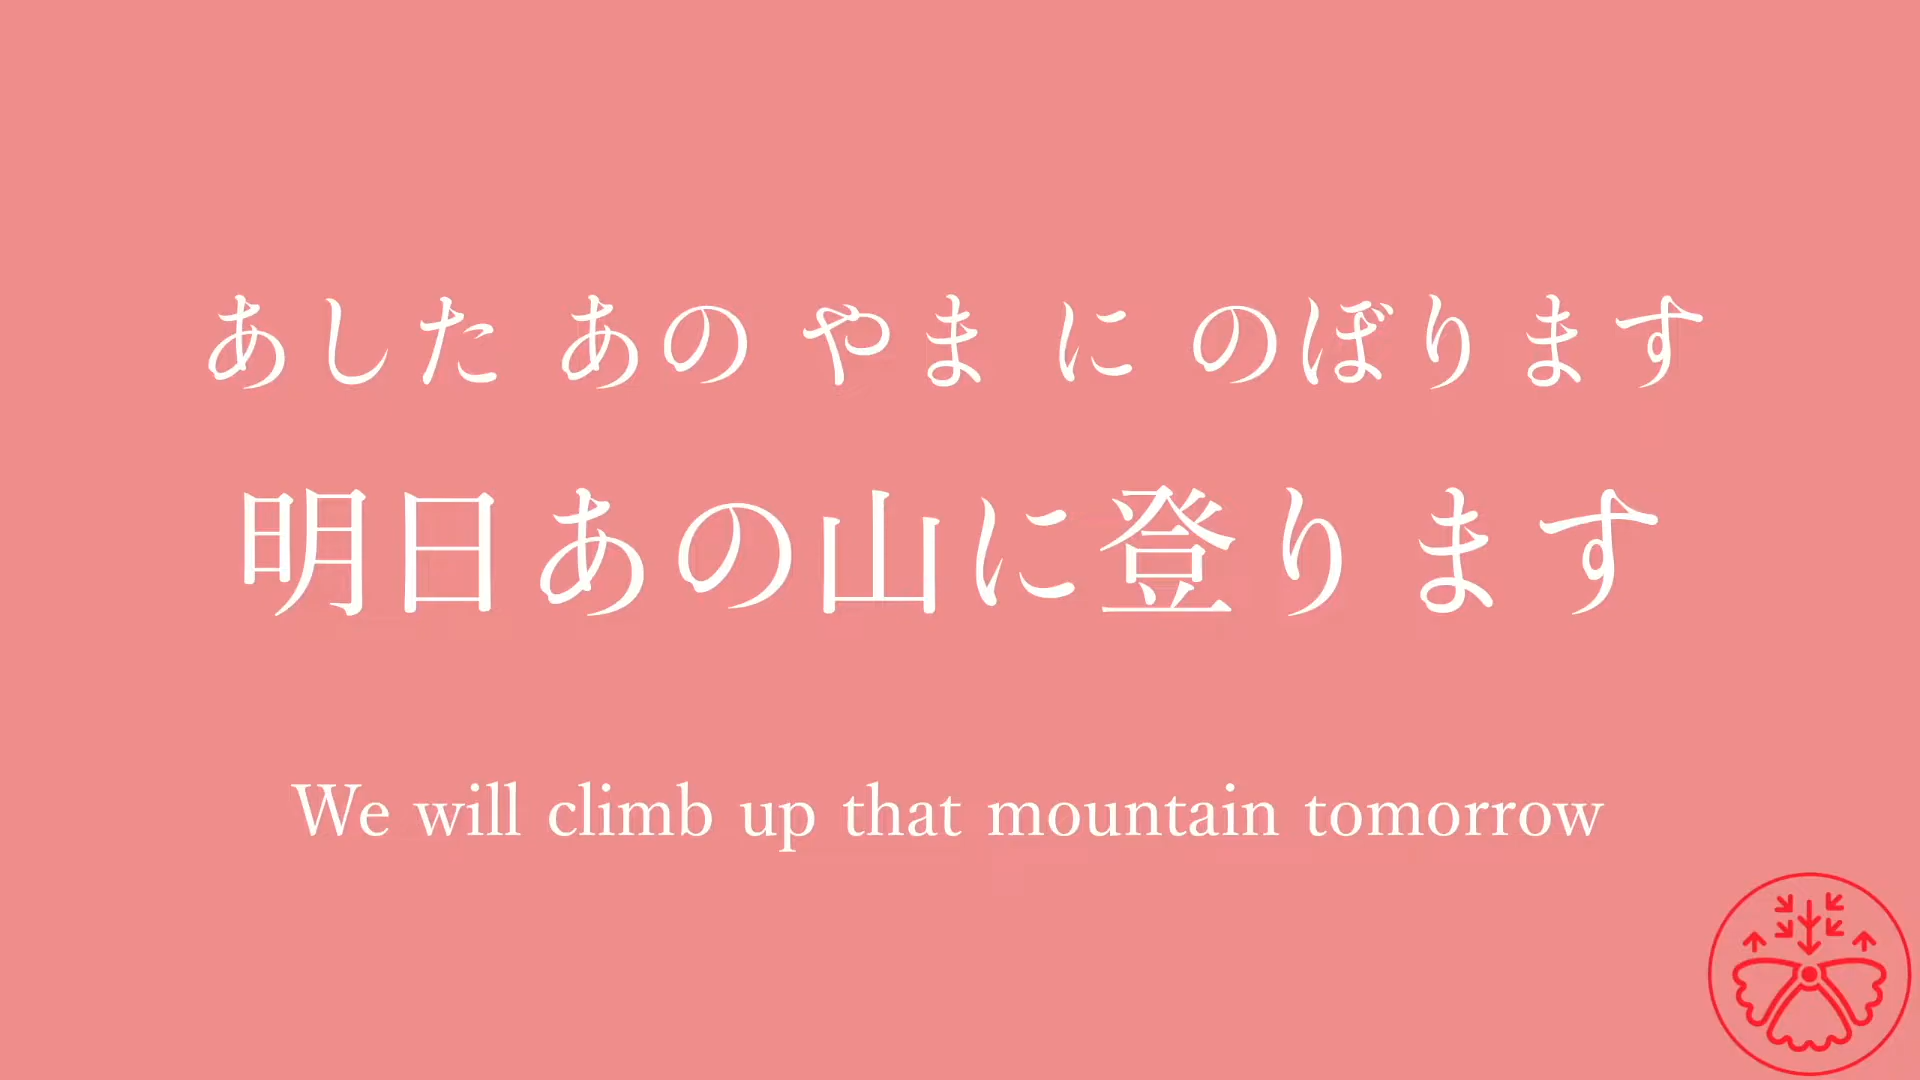 あした あの やま に のぼります
明日あの山に登ります
We will climb up that mountain tomorrow